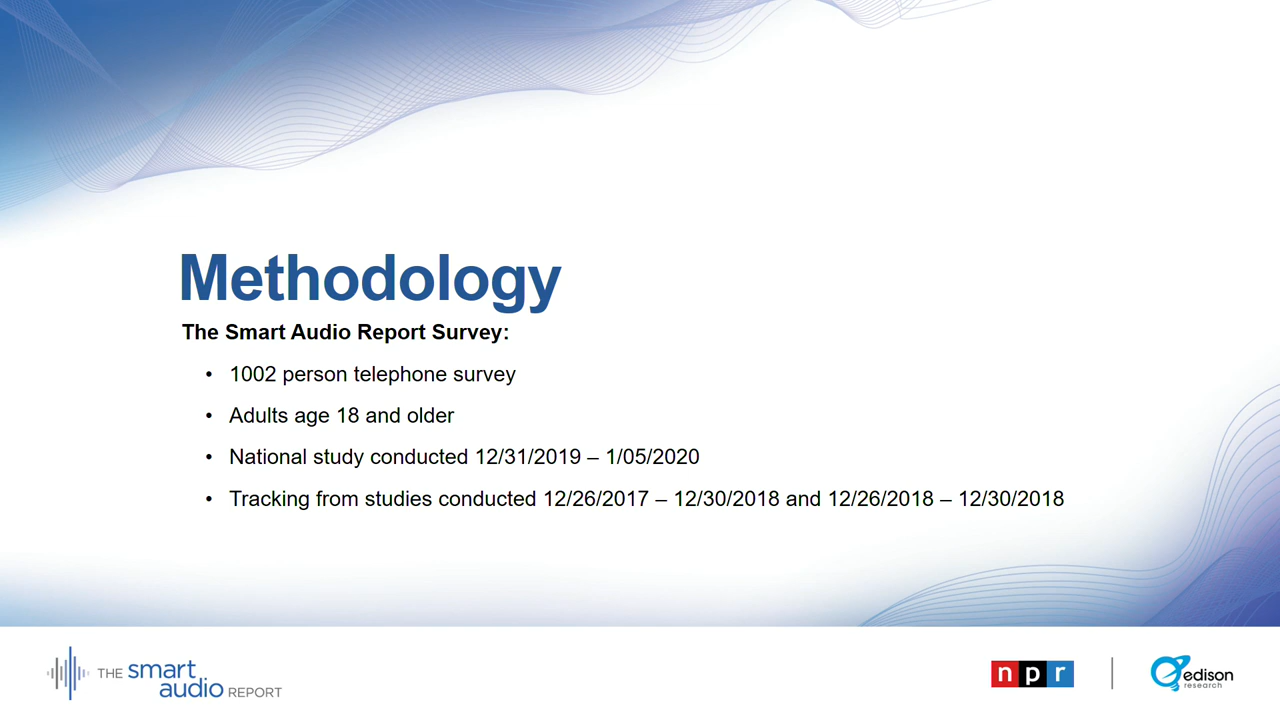 Methodology
The Smart Audio Report Survey:
• 1002 person telephone survey
• Adults age 18 and older
• National study conducted 12/31/2019 – 1/05/2020
• Tracking from studies conducted 12/26/2017 – 12/30/2018 and 12/26/2018 – 12/30/2018
THE smart
audio REPORT
npr
edison
research